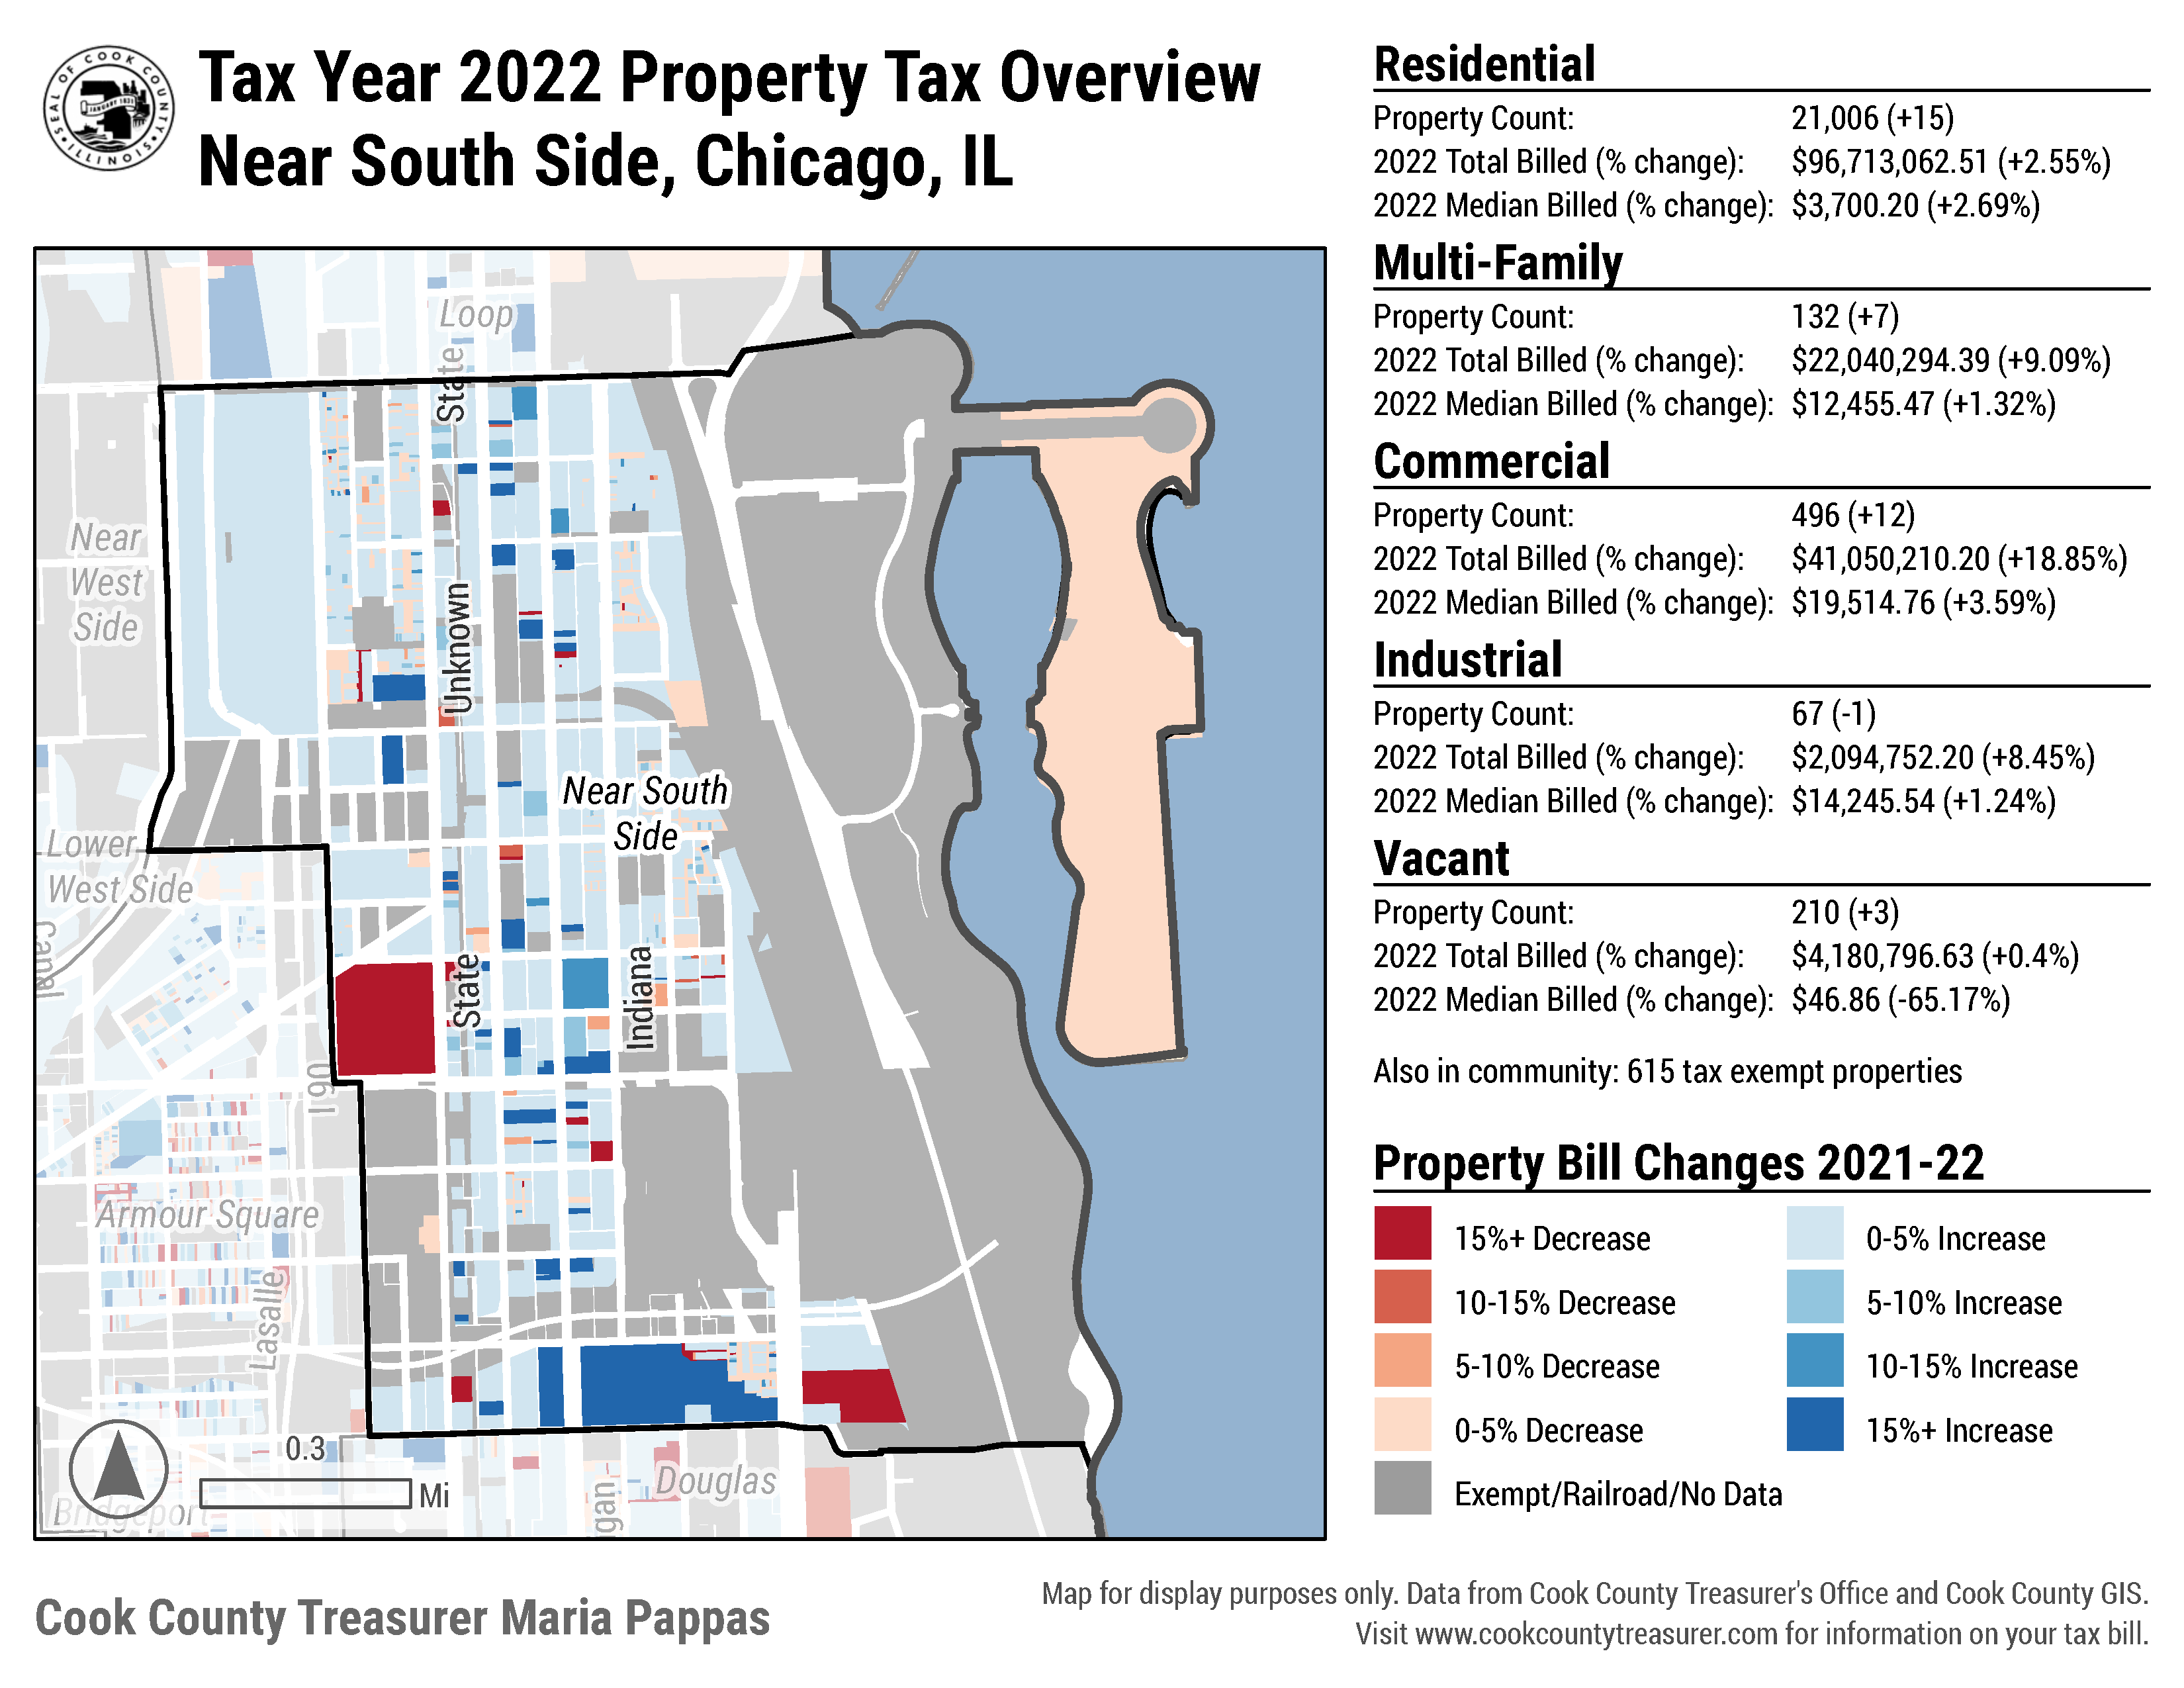 SEAL OF COOK COUNTY
JANUARY 1831
ILLINOIS
Tax Year 2022 Property Tax Overview
Near South Side, Chicago, IL
Residential
Property Count: 21,006 (+15)
2022 Total Billed (% change): $96,713,062.51 (+2.55%)
2022 Median Billed (% change): $3,700.20 (+2.69%)
Multi-Family
Property Count: 132 (+7)
2022 Total Billed (% change): $22,040,294.39 (+9.09%)
2022 Median Billed (% change): $12,455.47 (+1.32%)
Commercial
Property Count: 496 (+12)
2022 Total Billed (% change): $41,050,210.20 (+18.85%)
2022 Median Billed (% change): $19,514.76 (+3.59%)
Industrial
Property Count: 67 (-1)
2022 Total Billed (% change): $2,094,752.20 (+8.45%)
2022 Median Billed (% change): $14,245.54 (+1.24%)
Vacant
Property Count: 210 (+3)
2022 Total Billed (% change): $4,180,796.63 (+0.4%)
2022 Median Billed (% change): $46.86 (-65.17%)
Also in community: 615 tax exempt properties
Property Bill Changes 2021-22
15%+ Decrease
10-15% Decrease
5-10% Decrease
0-5% Decrease
Exempt/Railroad/No Data
0-5% Increase
5-10% Increase
10-15% Increase
15%+ Increase
Loop
State
Near
West
Side
Unknown
Near South
Side
Lower
West Side
Canal
State
Indiana
I 90
Armour Square
Lasalle
0.3
Mi
Bridgeport
Douglas
gan
Cook County Treasurer Maria Pappas
Map for display purposes only. Data from Cook County Treasurer's Office and Cook County GIS.
Visit www.cookcountytreasurer.com for information on your tax bill.